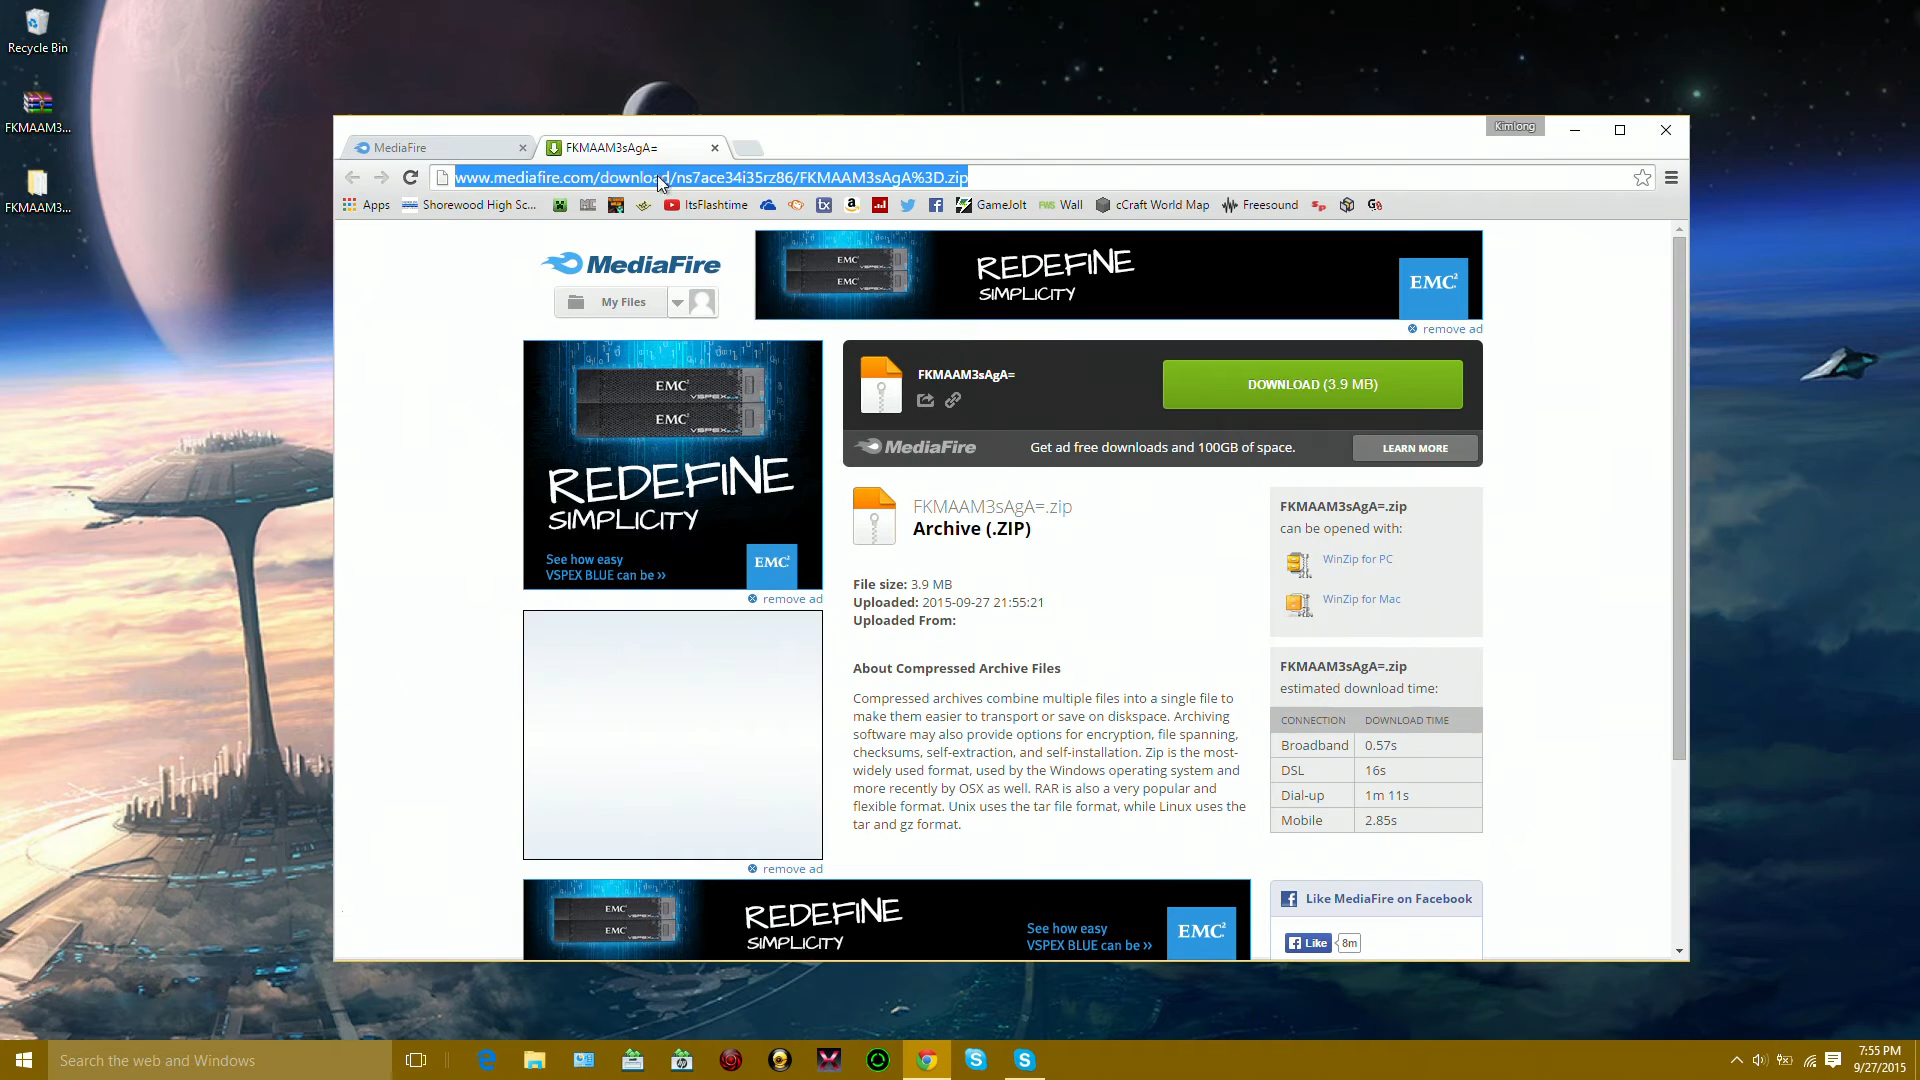 Recycle Bin
FKMAAM3...
FKMAAM3...
Kimlong
MediaFire
FKMAAM3sAgA=
www.mediafire.com/download/ns7ace34i35rz86/FKMAAM3sAgA%3D.zip
Apps
Shorewood High Sc...
ItsFlashtime
GameJolt
Wall
cCraft World Map
Freesound
MediaFire
My Files
EMC²
EMC²
REDEFINE
SIMPLICITY
EMC²
remove ad
EMC²
VSPEX
EMC²
VSPEX
REDEFINE
SIMPLICITY
See how easy
VSPEX BLUE can be >>
EMC²
remove ad
FKMAAM3sAgA=
DOWNLOAD (3.9 MB)
MediaFire
Get ad free downloads and 100GB of space.
LEARN MORE
FKMAAM3sAgA=.zip
Archive (.ZIP)
File size: 3.9 MB
Uploaded: 2015-09-27 21:55:21
Uploaded From:
About Compressed Archive Files
Compressed archives combine multiple files into a single file to
make them easier to transport or save on diskspace. Archiving
software may also provide options for encryption, file spanning,
checksums, self-extraction, and self-installation. Zip is the most-
widely used format, used by the Windows operating system and
more recently by OSX as well. RAR is also a very popular and
flexible format. Unix uses the tar file format, while Linux uses the
tar and gz format.
FKMAAM3sAgA=.zip
can be opened with:
WinZip for PC
WinZip for Mac
FKMAAM3sAgA=.zip
estimated download time:
CONNECTION DOWNLOAD TIME
Broadband 0.57s
DSL 16s
Dial-up 1m 11s
Mobile 2.85s
remove ad
EMC²
EMC²
REDEFINE
SIMPLICITY
See how easy
VSPEX BLUE can be >>
EMC²
Like MediaFire on Facebook
Like 8m
Search the web and Windows
7:55 PM
9/27/2015